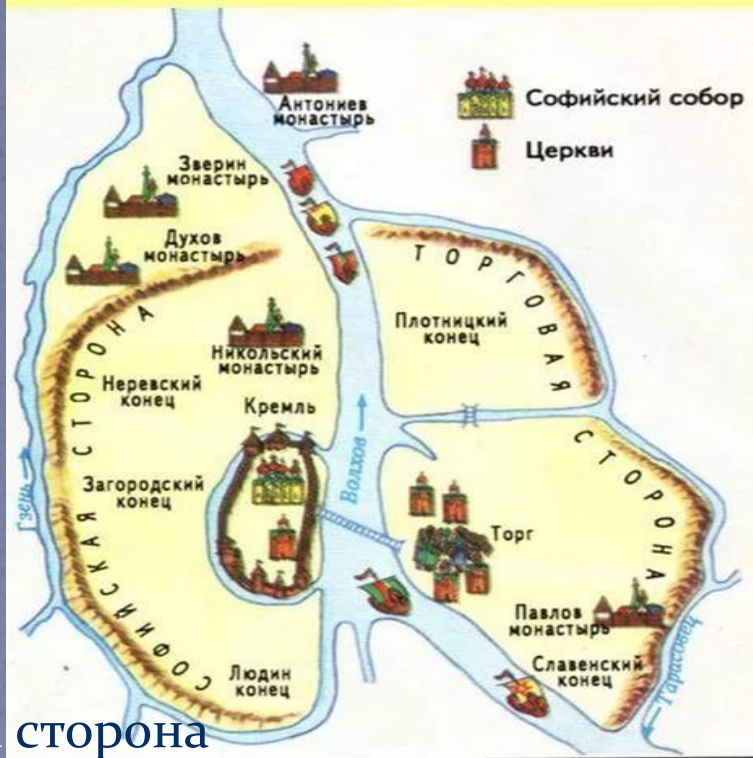 Антониев
монастырь
Софийский собор
Церкви
Зверин
монастырь
Духов
монастырь
ТОРГОВАЯ
Плотницкий
конец
Никольский
монастырь
Неревский
конец
Кремль
СОФИЙСКАЯ СТОРОНА
Загородский
конец
Гзень
Волхов
СТОРОНА
Торг
Павлов
монастырь
Славенский
конец
Тарасовец
Людин
конец
сторона